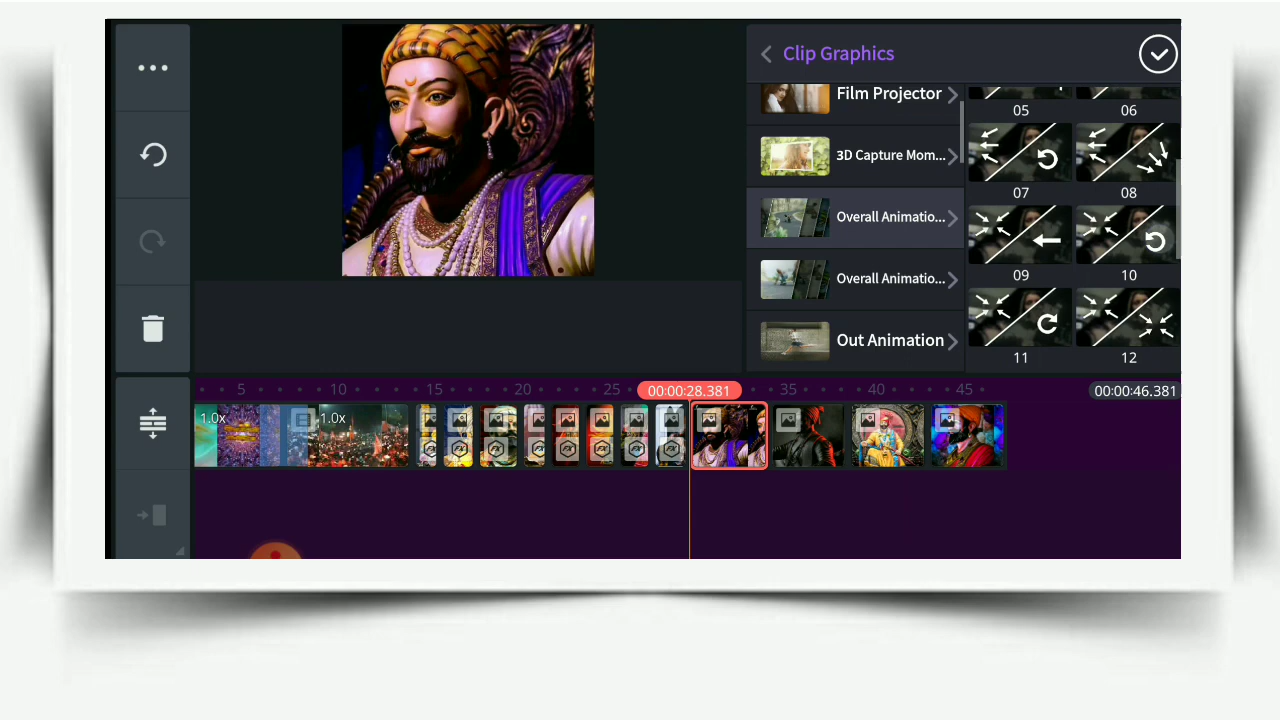 Clip Graphics
Film Projector
05
06
3D Capture Mom...
07
08
Overall Animatio...
09
10
Overall Animatio...
11
12
Out Animation
5
10
15
20
25
00:00:28.381
35
40
45
00:00:46.381
1.0x
1.0x